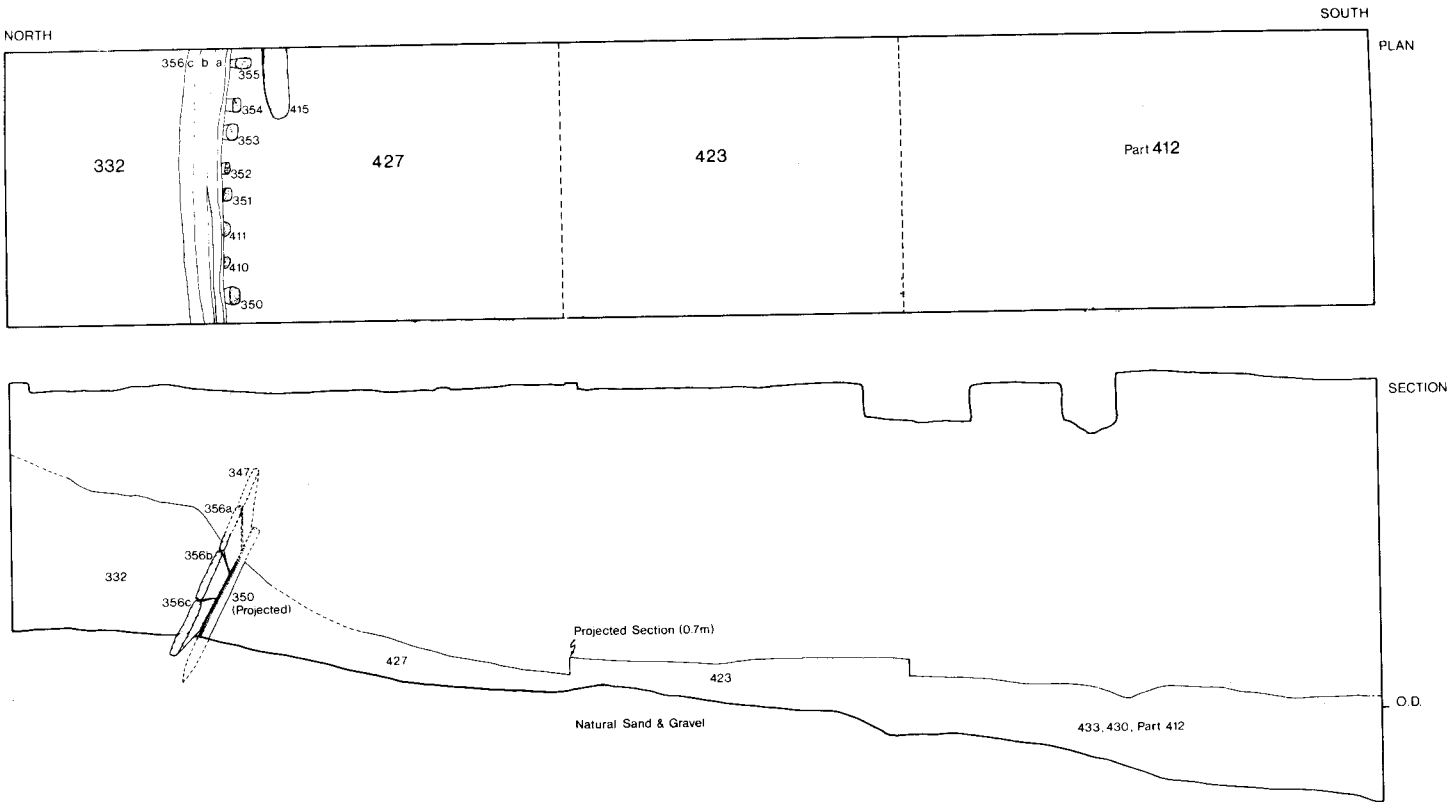 NORTH
SOUTH
PLAN
356 c b a
355
354
415
353
332
427
423
Part 412
352
351
411
410
350
SECTION
347
356a
356b
332
356c
350
(Projected)
Projected Section (0.7m)
427
423
O.D.
Natural Sand & Gravel
433, 430, Part 412